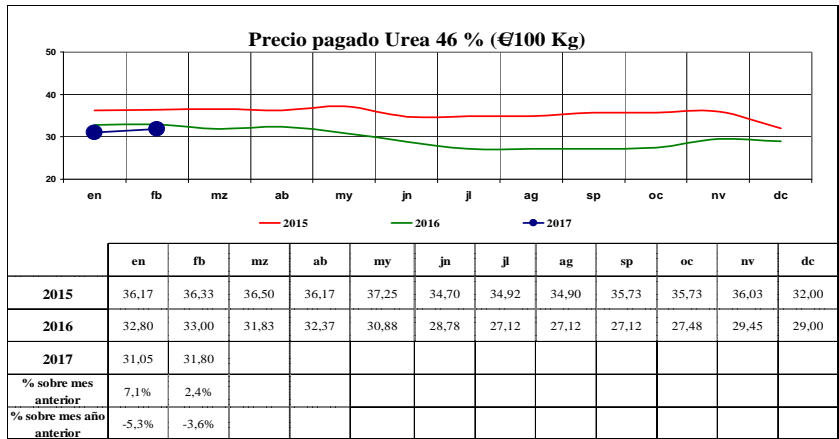 Precio pagado Urea 46 % (€/100 Kg)
50
40
30
20
en fb mz ab my jn jl ag sp oc nv dc
2015 2016 2017
en fb mz ab my jn jl ag sp oc nv dc
2015 36,17 36,33 36,50 36,17 37,25 34,70 34,92 34,90 35,73 35,73 36,03 32,00
2016 32,80 33,00 31,83 32,37 30,88 28,78 27,12 27,12 27,12 27,48 29,45 29,00
2017 31,05 31,80
% sobre mes
anterior 7,1% 2,4%
% sobre mes año
anterior -5,3% -3,6%